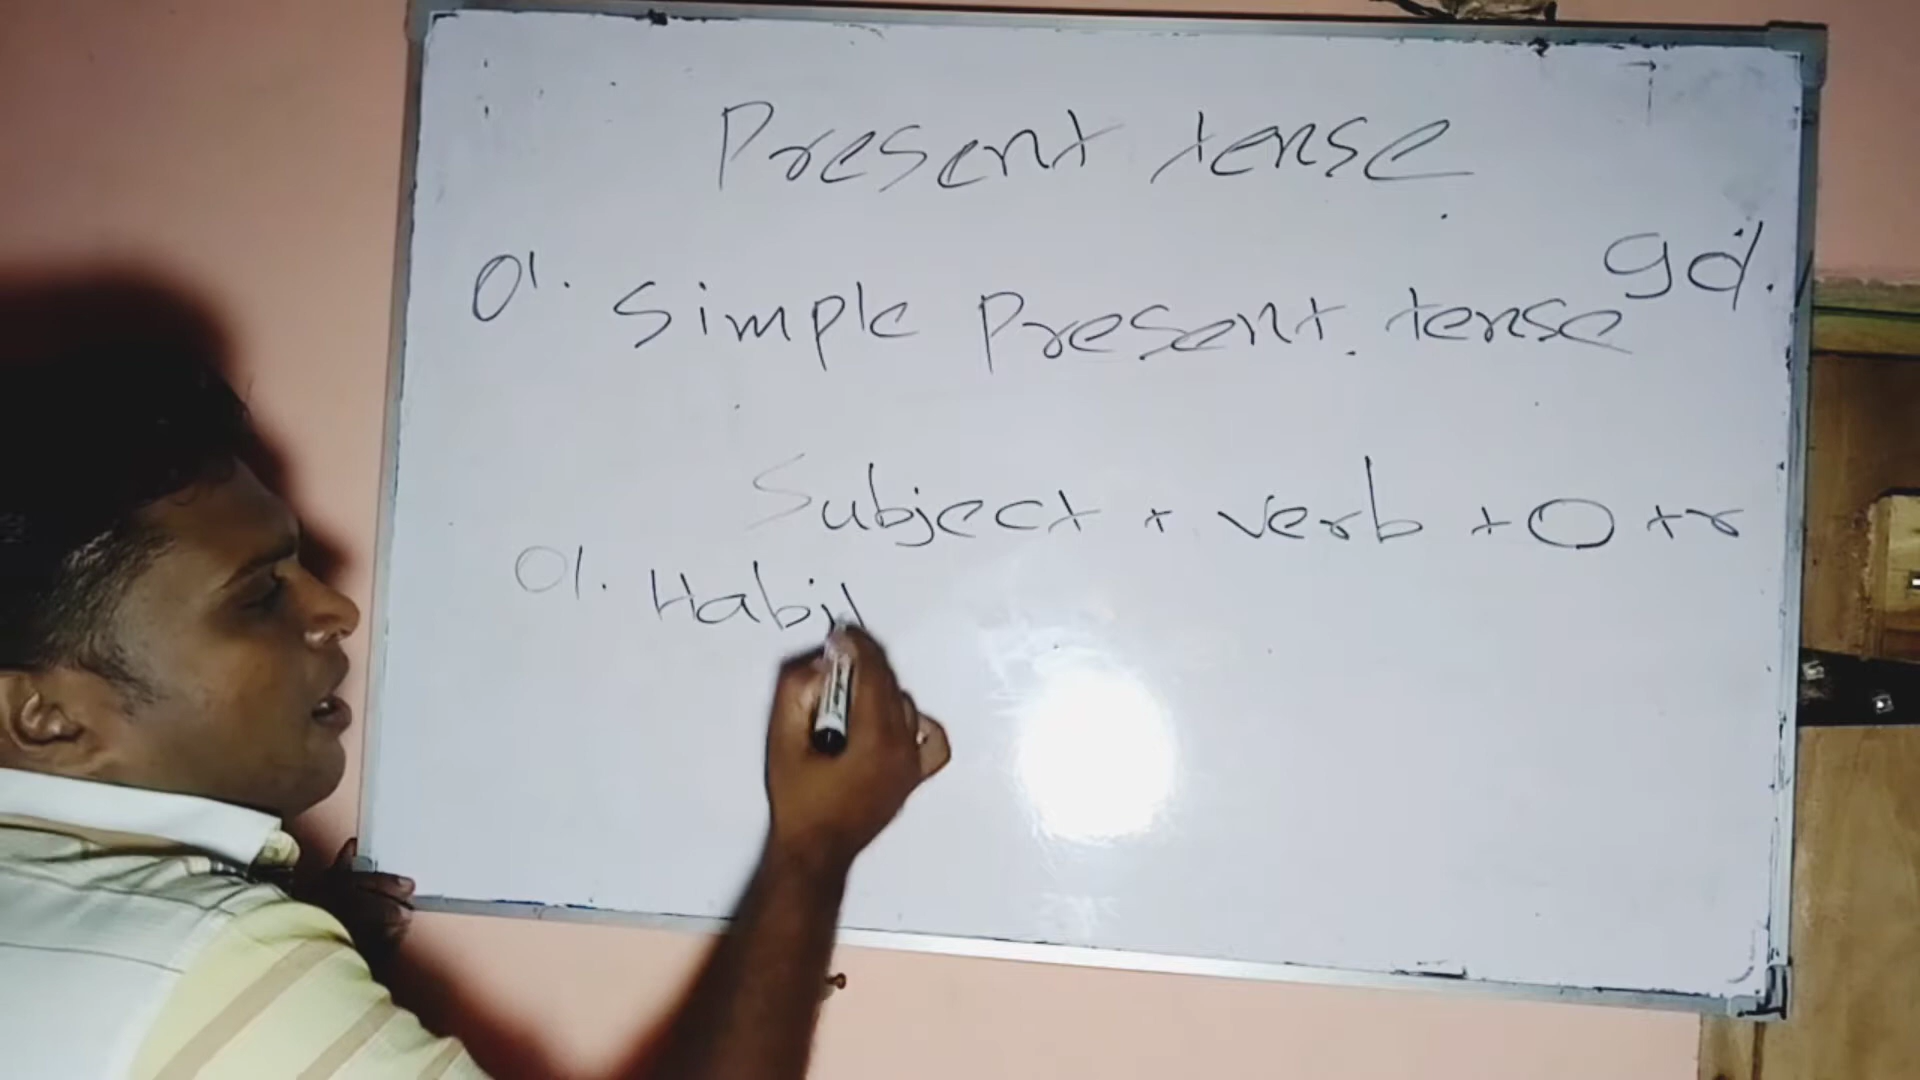 Present tense
01. Simple Present tense
gd.
Subject + verb + O + r
01. Habi